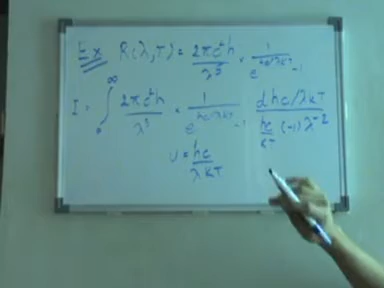 Ex R(λ,T) = 2πc²h/λ⁵ × 1/(e^(hc/λKT) -1)
I = ∫₀^∞ 2πc²h/λ⁵ × 1/(e^(hc/λKT) -1) d hc/λKT / (hc/KT (-1) λ⁻²)
U = hc/λKT